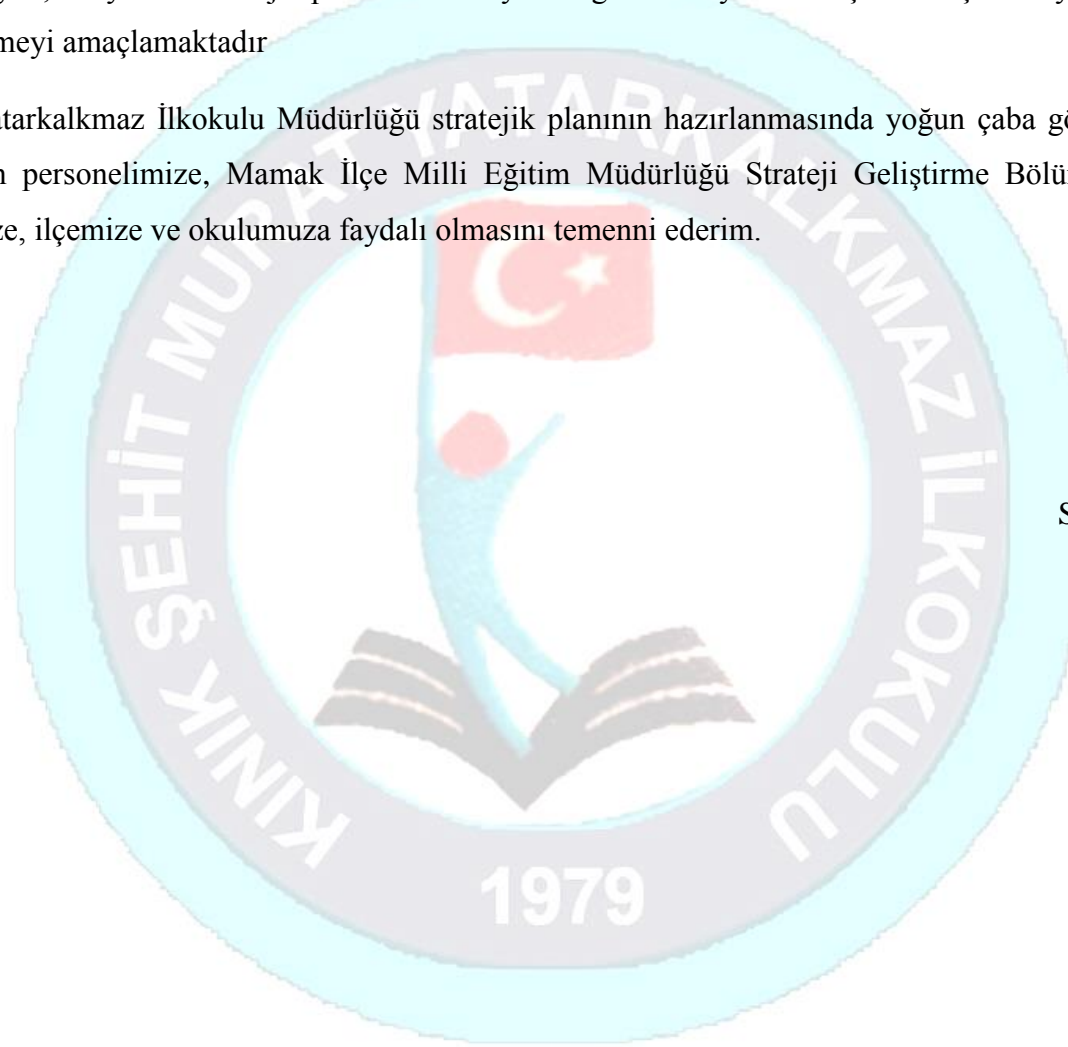 meyi amaçlamaktadır
atarkalkmaz İlkokulu Müdürlüğü stratejik planının hazırlanmasında yoğun çaba gö
n personelimize, Mamak İlçe Milli Eğitim Müdürlüğü Strateji Geliştirme Bölü
ze, ilçemize ve okulumuza faydalı olmasını temenni ederim.
S
KINIK ŞEHİT MURAT YATARKALKMAZ İLKOKULU
1979